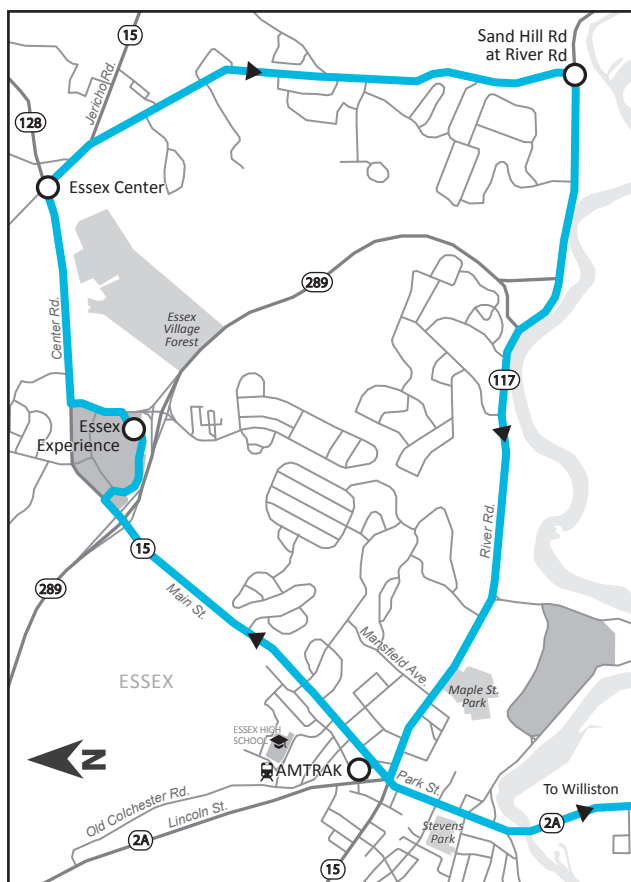 15
Sand Hill Rd
at River Rd
Jericho Rd.
128
Essex Center
289
Essex
Village
Forest
Center Rd.
117
Essex
Experience
River Rd.
15
289
Main St.
Mansfield Ave.
ESSEX
Maple St.
Park
ESSEX HIGH
SCHOOL
N
AMTRAK
Park St.
To Williston
Old Colchester Rd.
Lincoln St.
2A
Stevens
Park
2A
15